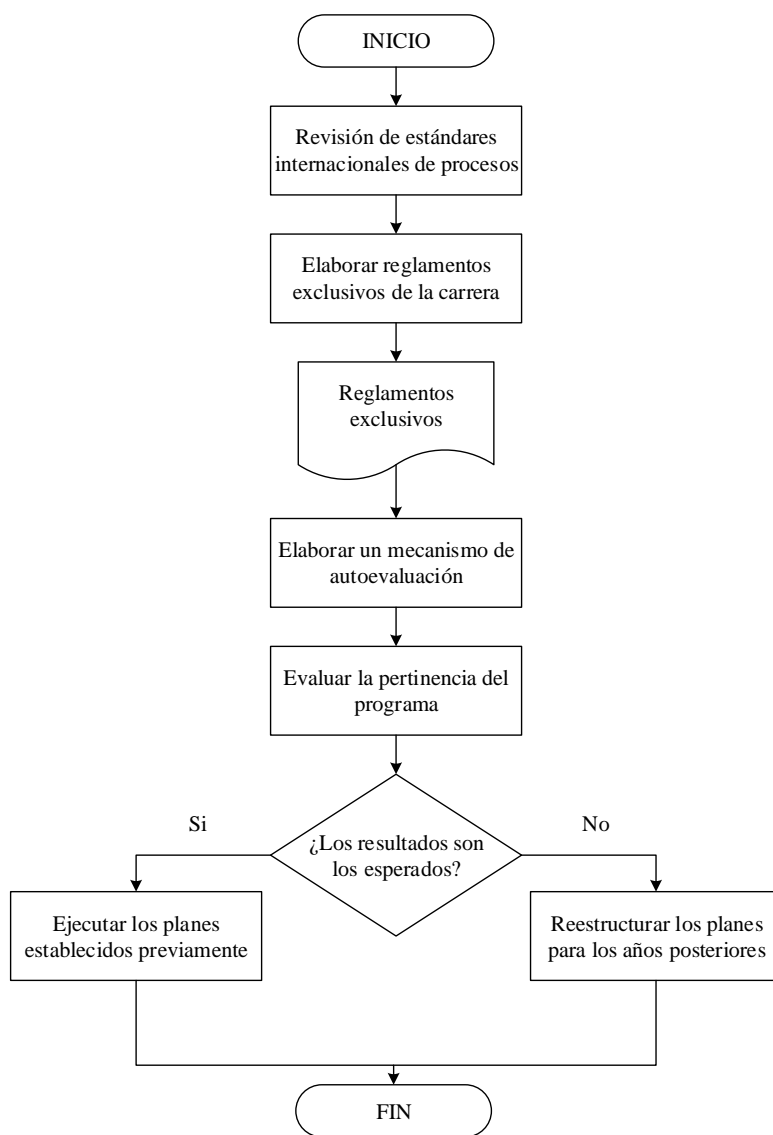 INICIO
Revisión de estándares
internacionales de procesos
Elaborar reglamentos
exclusivos de la carrera
Reglamentos
exclusivos
Elaborar un mecanismo de
autoevaluación
Evaluar la pertinencia del
programa
Si
¿Los resultados son
los esperados?
No
Ejecutar los planes
establecidos previamente
Reestructurar los planes
para los años posteriores
FIN